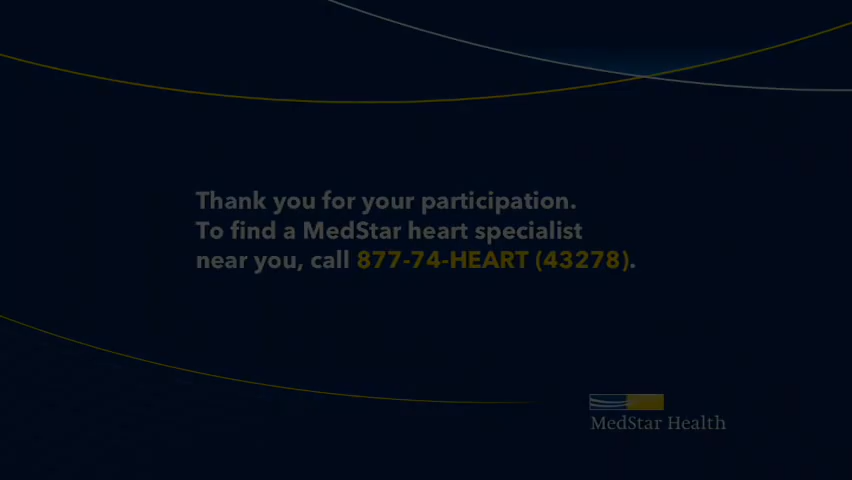 Thank you for your participation.
To find a MedStar heart specialist
near you, call 877-74-HEART (43278).
MedStar Health